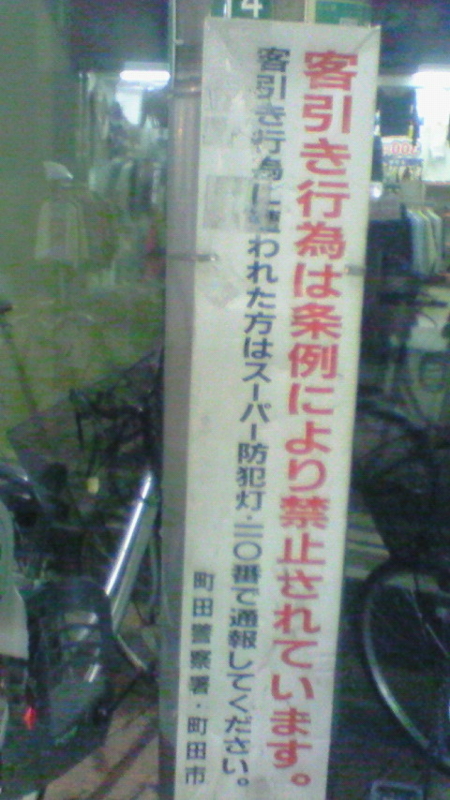 客引き行為は条例により禁止されています。
客引き行為に遭われた方はスーパー防犯灯・一一〇番で通報してください。
町田警察署・町田市
4